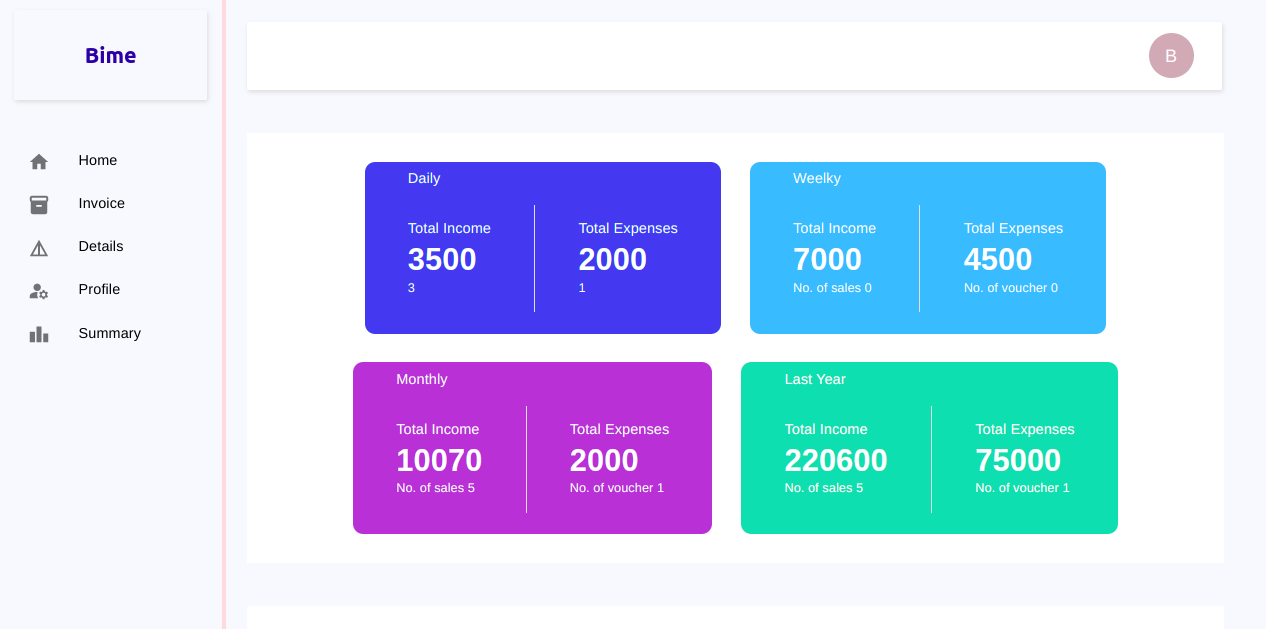 Bime
B
Home
Invoice
Details
Profile
Summary
Daily
Total Income
3500
3
Total Expenses
2000
1
Weelky
Total Income
7000
No. of sales 0
Total Expenses
4500
No. of voucher 0
Monthly
Total Income
10070
No. of sales 5
Total Expenses
2000
No. of voucher 1
Last Year
Total Income
220600
No. of sales 5
Total Expenses
75000
No. of voucher 1